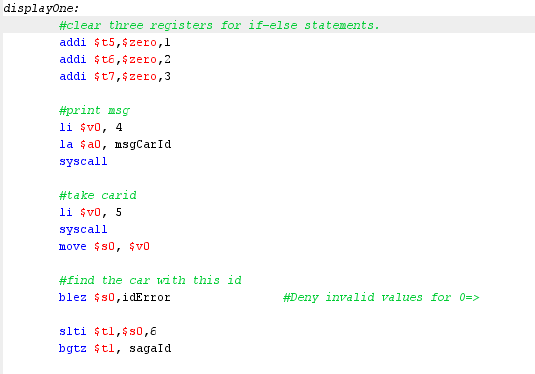 displayOne:
#clear three registers for if-else statements.
addi $t5,$zero,1
addi $t6,$zero,2
addi $t7,$zero,3
#print msg
li $v0, 4
la $a0, msgCarId
syscall
#take carid
li $v0, 5
syscall
move $s0, $v0
#find the car with this id
blez $s0,idError #Deny invalid values for 0=>
slti $t1,$s0,6
bgtz $t1, sagaId